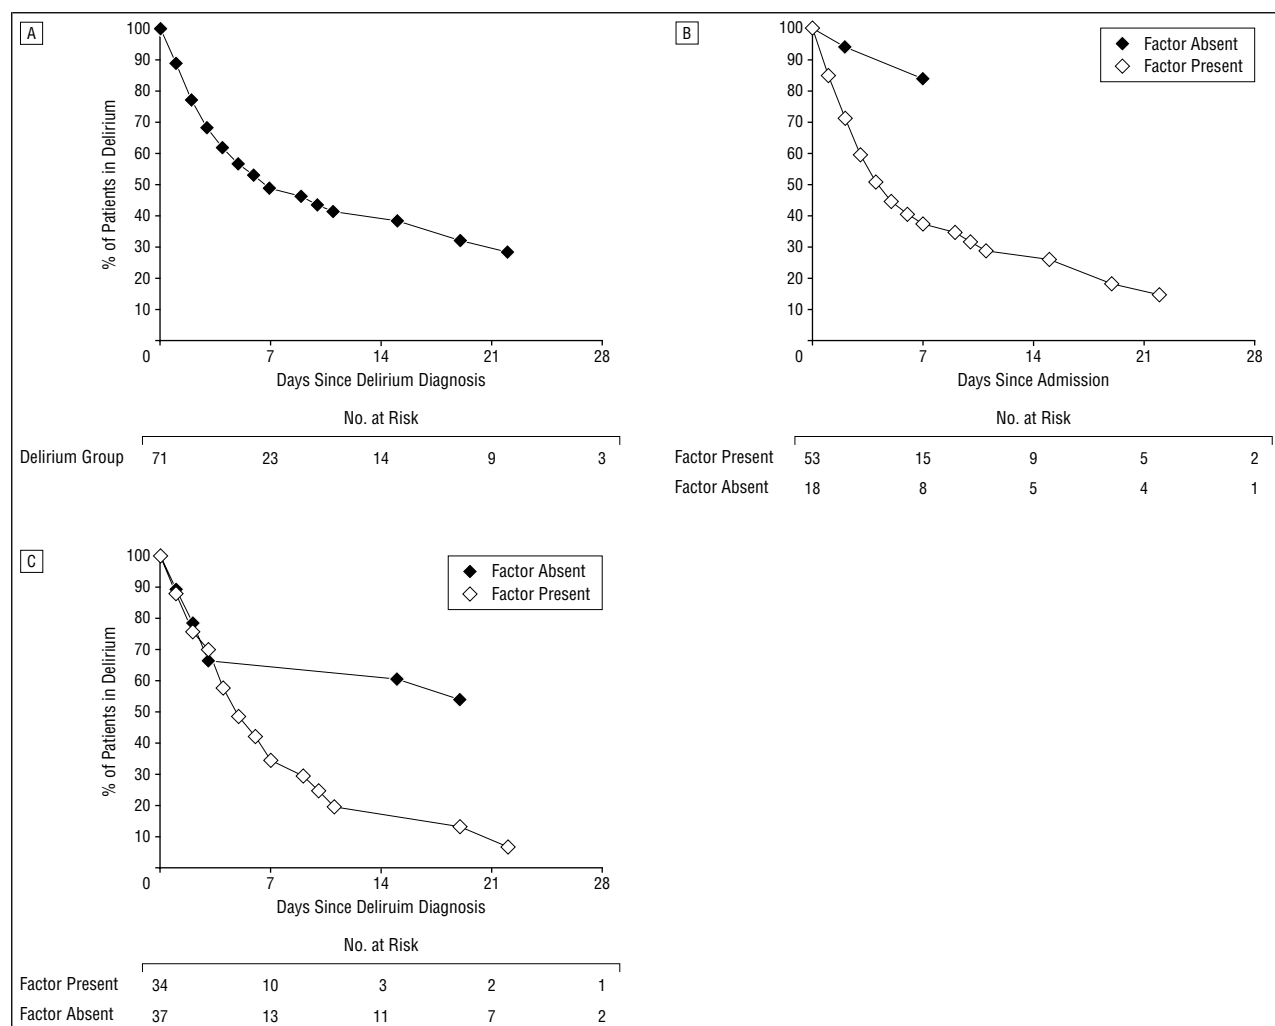 A
100
90
80
70
60
50
40
30
20
10
% of Patients in Delirium
0 7 14 21 28
Days Since Delirium Diagnosis
No. at Risk
Delirium Group 71 23 14 9 3
B
Factor Absent
Factor Present
100
90
80
70
60
50
40
30
20
10
0 7 14 21 28
Days Since Admission
No. at Risk
Factor Present 53 15 9 5 2
Factor Absent 18 8 5 4 1
C
Factor Absent
Factor Present
100
90
80
70
60
50
40
30
20
10
% of Patients in Delirium
0 7 14 21 28
Days Since Deliruim Diagnosis
No. at Risk
Factor Present 34 10 3 2 1
Factor Absent 37 13 11 7 2